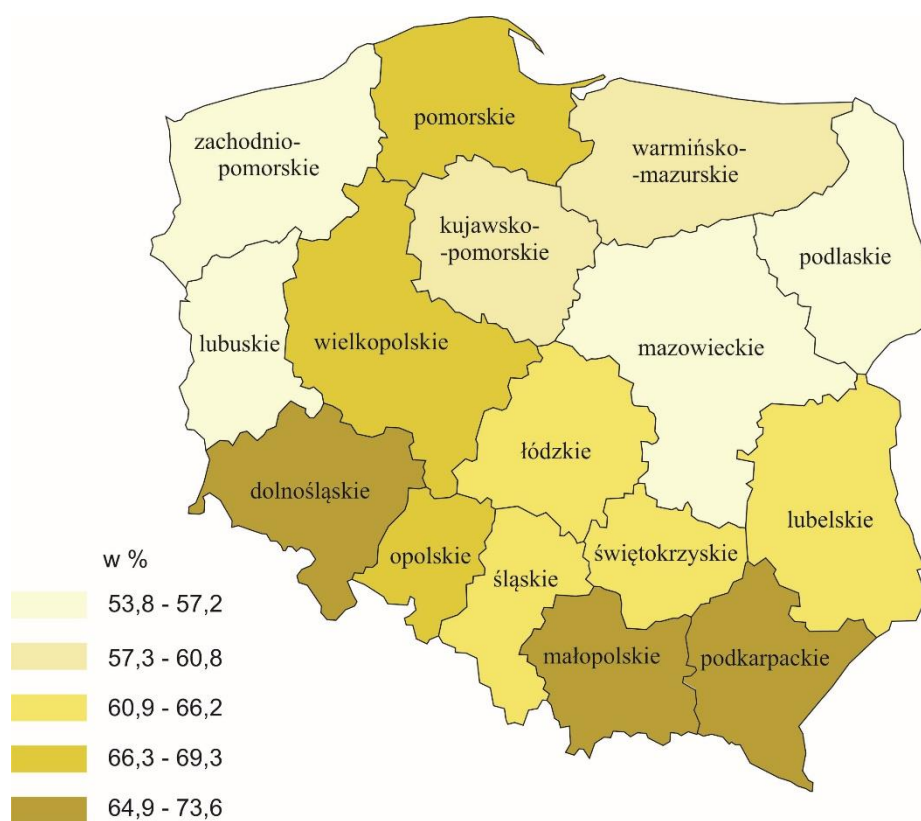 pomorskie
zachodnio-
-pomorskie
warmińsko-
-mazurskie
kujawsko-
-pomorskie
podlaskie
lubuskie
wielkopolskie
mazowieckie
łódzkie
dolnośląskie
lubelskie
opolskie
śląskie
świętokrzyskie
małopolskie
podkarpackie
w %
53,8 - 57,2
57,3 - 60,8
60,9 - 66,2
66,3 - 69,3
64,9 - 73,6